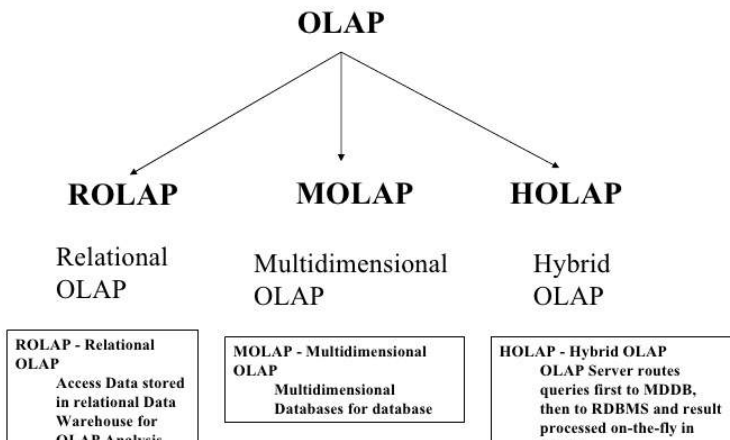 OLAP
ROLAP
MOLAP
HOLAP
Relational
OLAP
Multidimensional
OLAP
Hybrid
OLAP
ROLAP - Relational
OLAP
Access Data stored
in relational Data
Warehouse for
OLAP Analysis
MOLAP - Multidimensional
OLAP
Multidimensional
Databases for database
HOLAP - Hybrid OLAP
OLAP Server routes
queries first to MDDB,
then to RDBMS and result
processed on-the-fly in